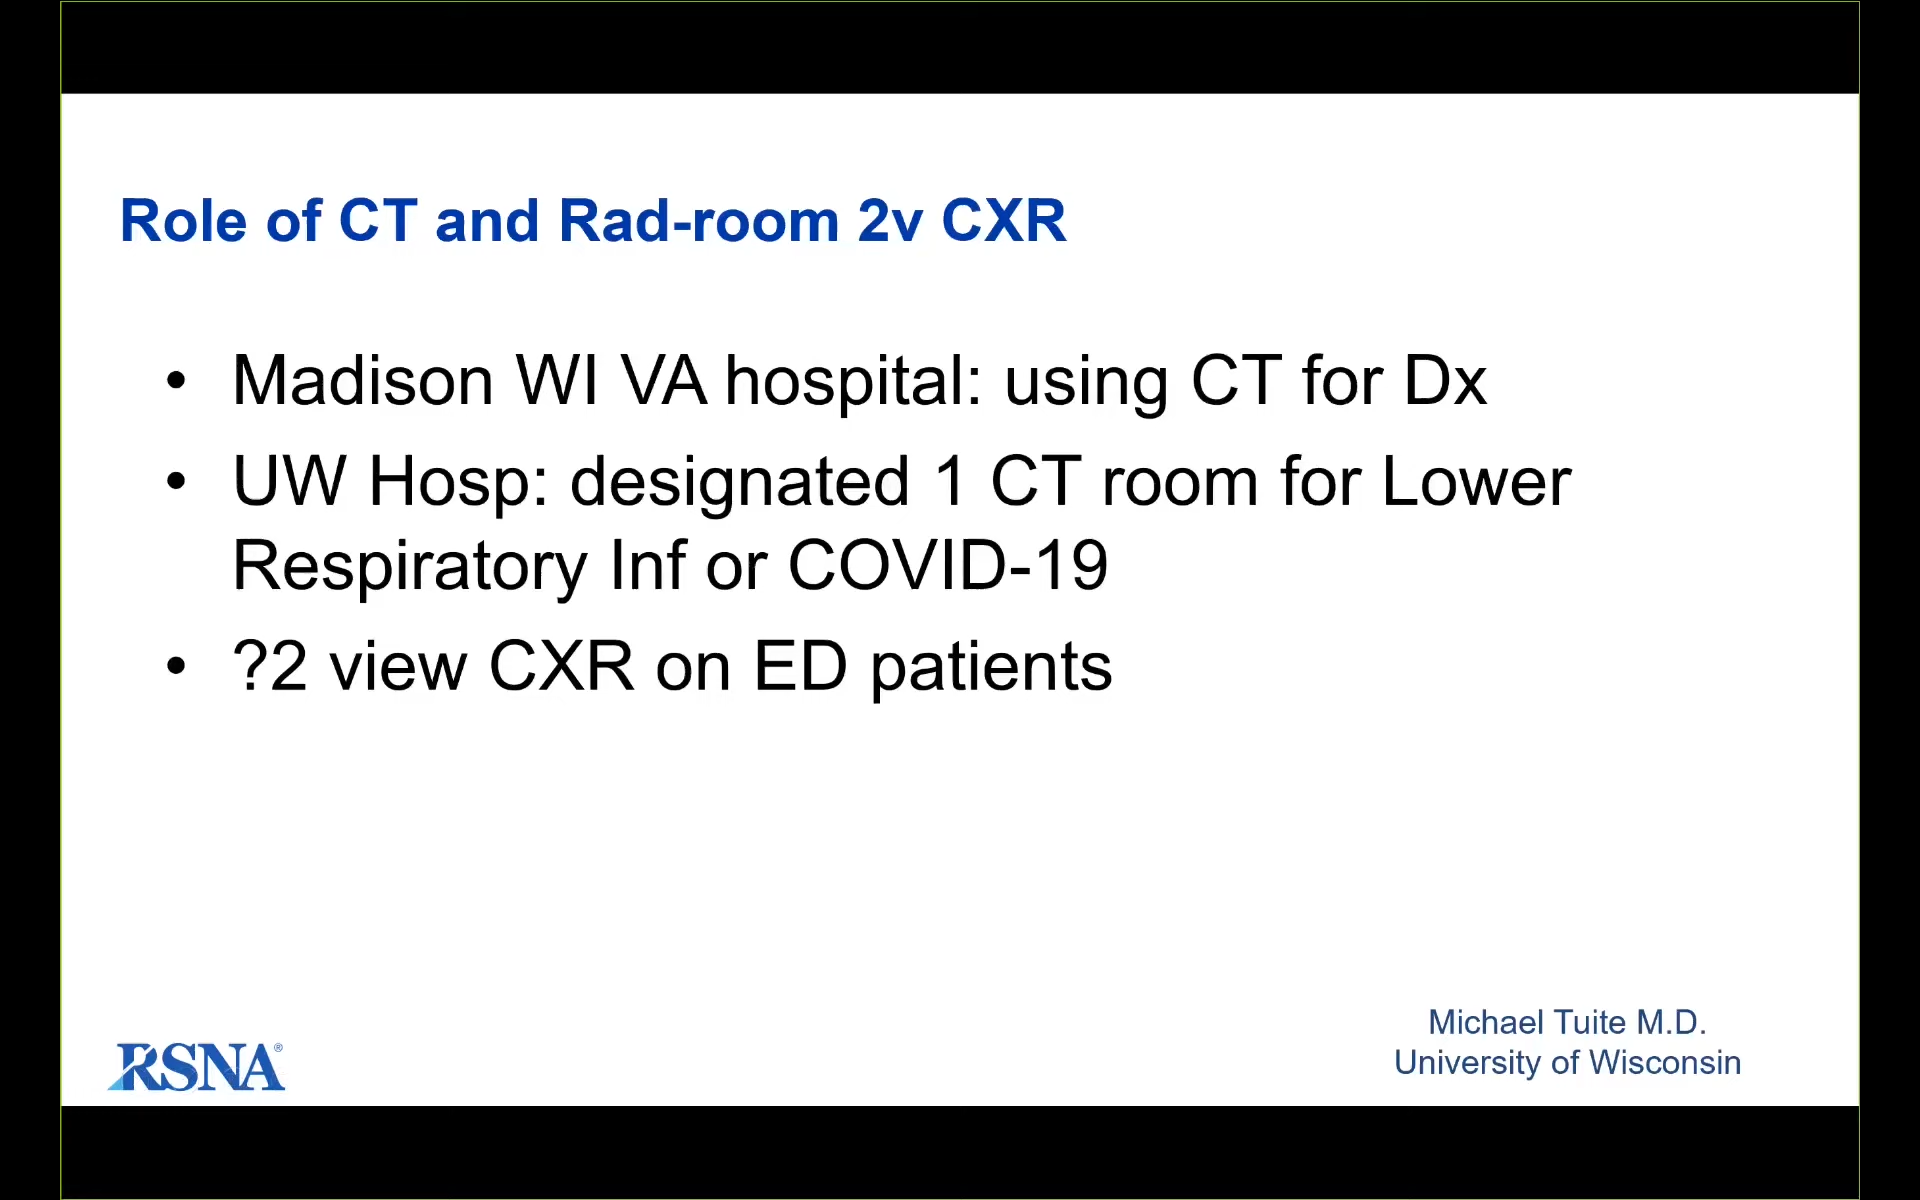 Role of CT and Rad-room 2v CXR
• Madison WI VA hospital: using CT for Dx
• UW Hosp: designated 1 CT room for Lower
Respiratory Inf or COVID-19
• ?2 view CXR on ED patients
Michael Tuite M.D.
University of Wisconsin
RSNA®